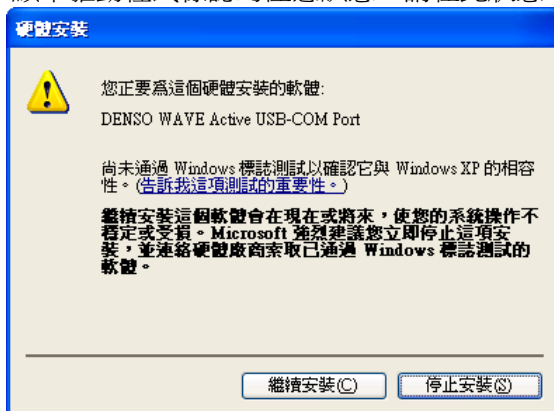 硬體安裝
您正要為這個硬體安裝的軟體:
DENSO WAVE Active USB-COM Port
尚未通過 Windows 標誌測試以確認它與 Windows XP 的相容
性。(告訴我這項測試的重要性。)
繼續安裝這個軟體會在現在或將來，使您的系統操作不
穩定或受損。Microsoft 強烈建議您立即停止這項安
裝，並連絡硬體廠商索取已通過 Windows 標誌測試的
軟體。
繼續安裝(C)
停止安裝(S)